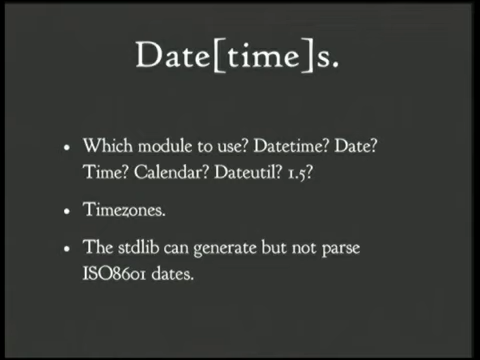 Date[time]s.
Which module to use? Datetime? Date?
Time? Calendar? Dateutil? 1.5?
Timezones.
The stdlib can generate but not parse
ISO8601 dates.